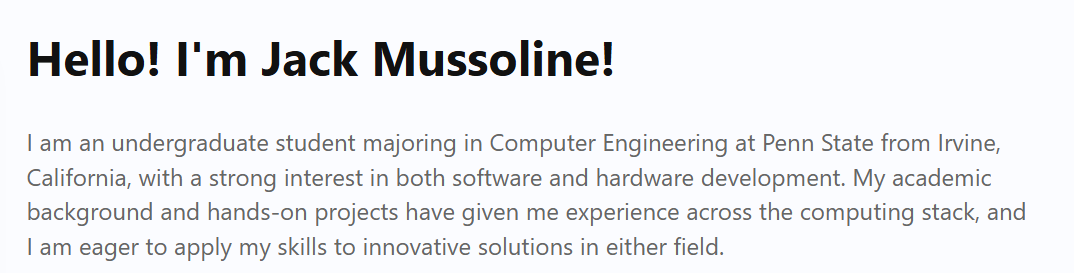 Hello! I'm Jack Mussoline!
I am an undergraduate student majoring in Computer Engineering at Penn State from Irvine,
California, with a strong interest in both software and hardware development. My academic
background and hands-on projects have given me experience across the computing stack, and
I am eager to apply my skills to innovative solutions in either field.